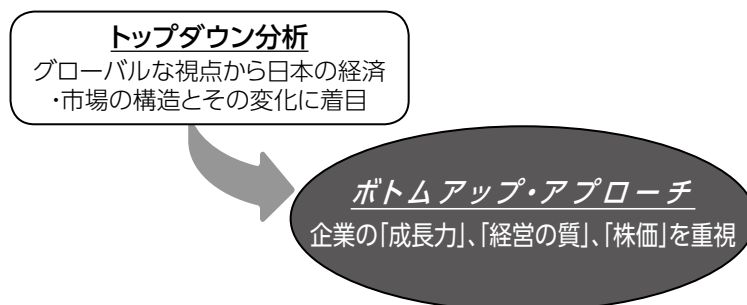 トップダウン分析
グローバルな視点から日本の経済
・市場の構造とその変化に着目
ボトムアップ・アプローチ
企業の「成長力」、「経営の質」、「株価」を重視